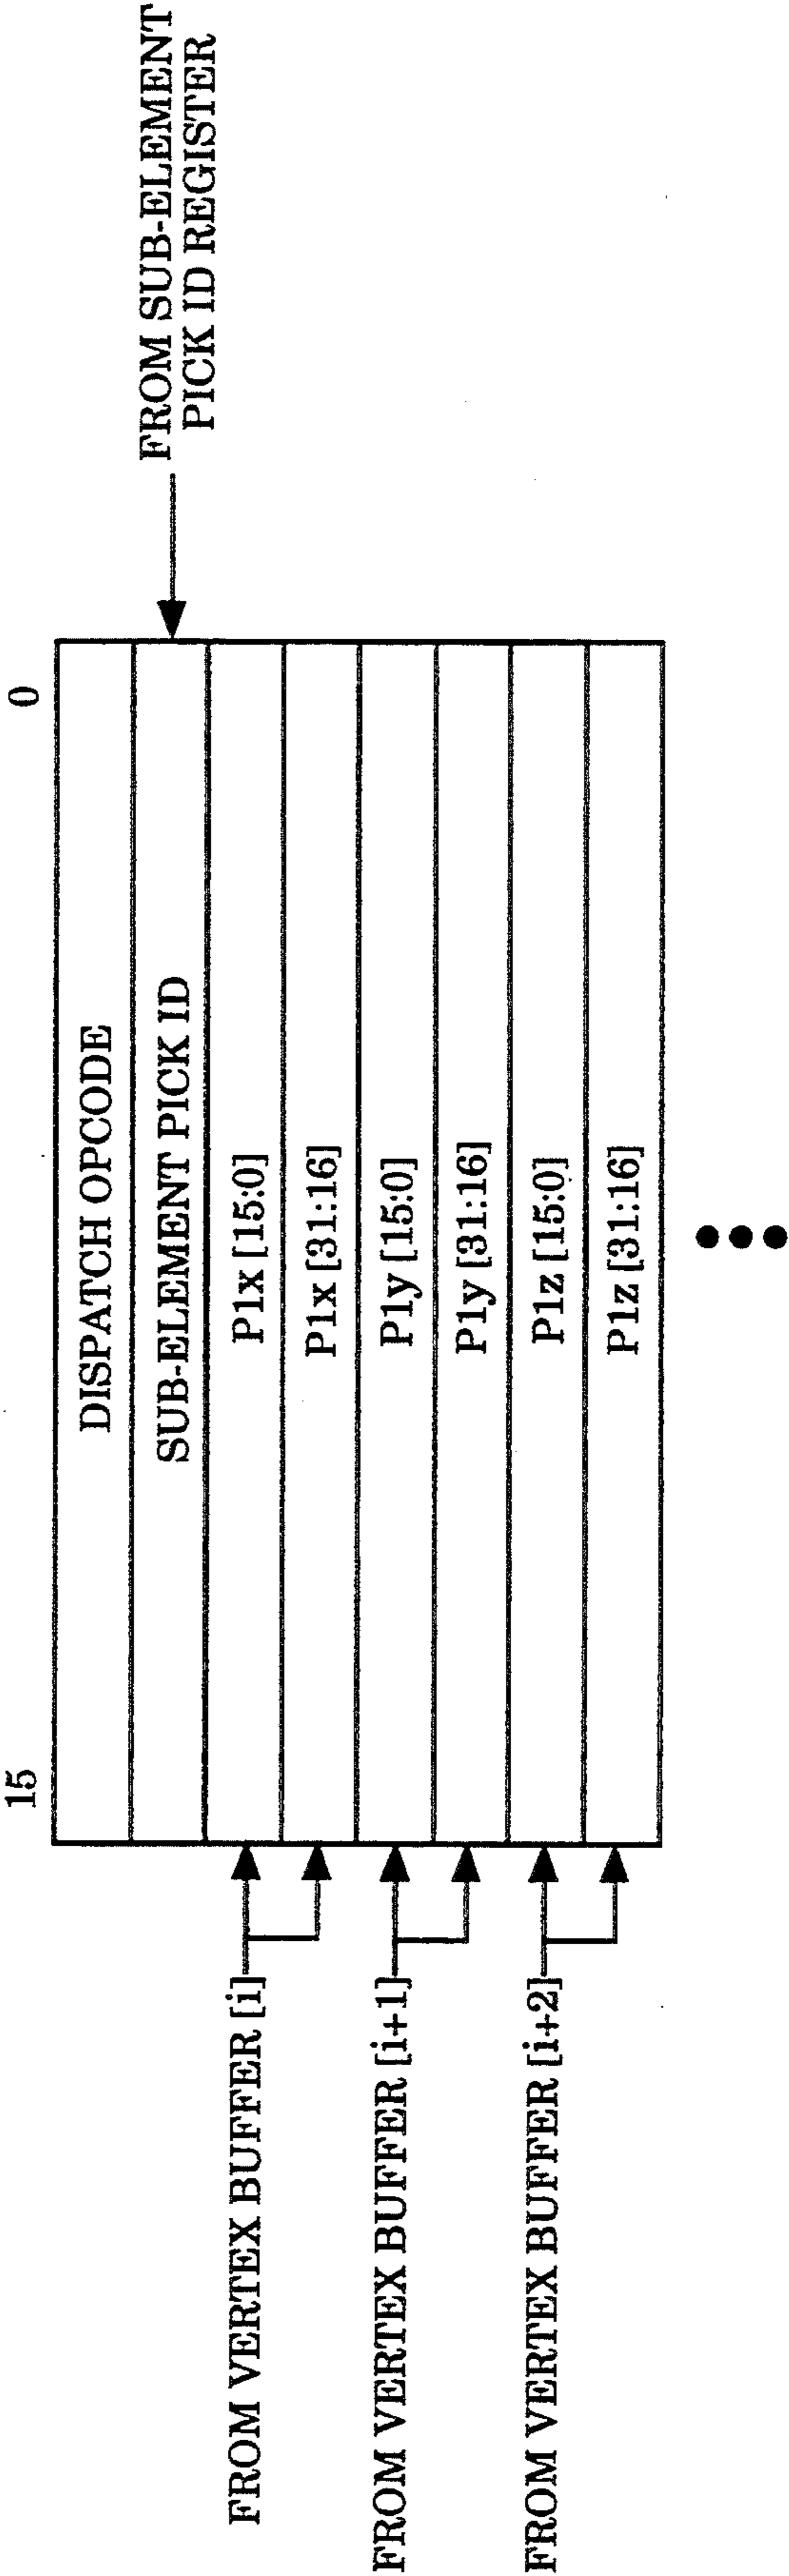 15
0
DISPATCH OPCODE
SUB-ELEMENT PICK ID
FROM SUB-ELEMENT
PICK ID REGISTER
FROM VERTEX BUFFER [i]
P1x [15:0]
P1x [31:16]
FROM VERTEX BUFFER [i+1]
P1y [15:0]
P1y [31:16]
FROM VERTEX BUFFER [i+2]
P1z [15:0]
P1z [31:16]